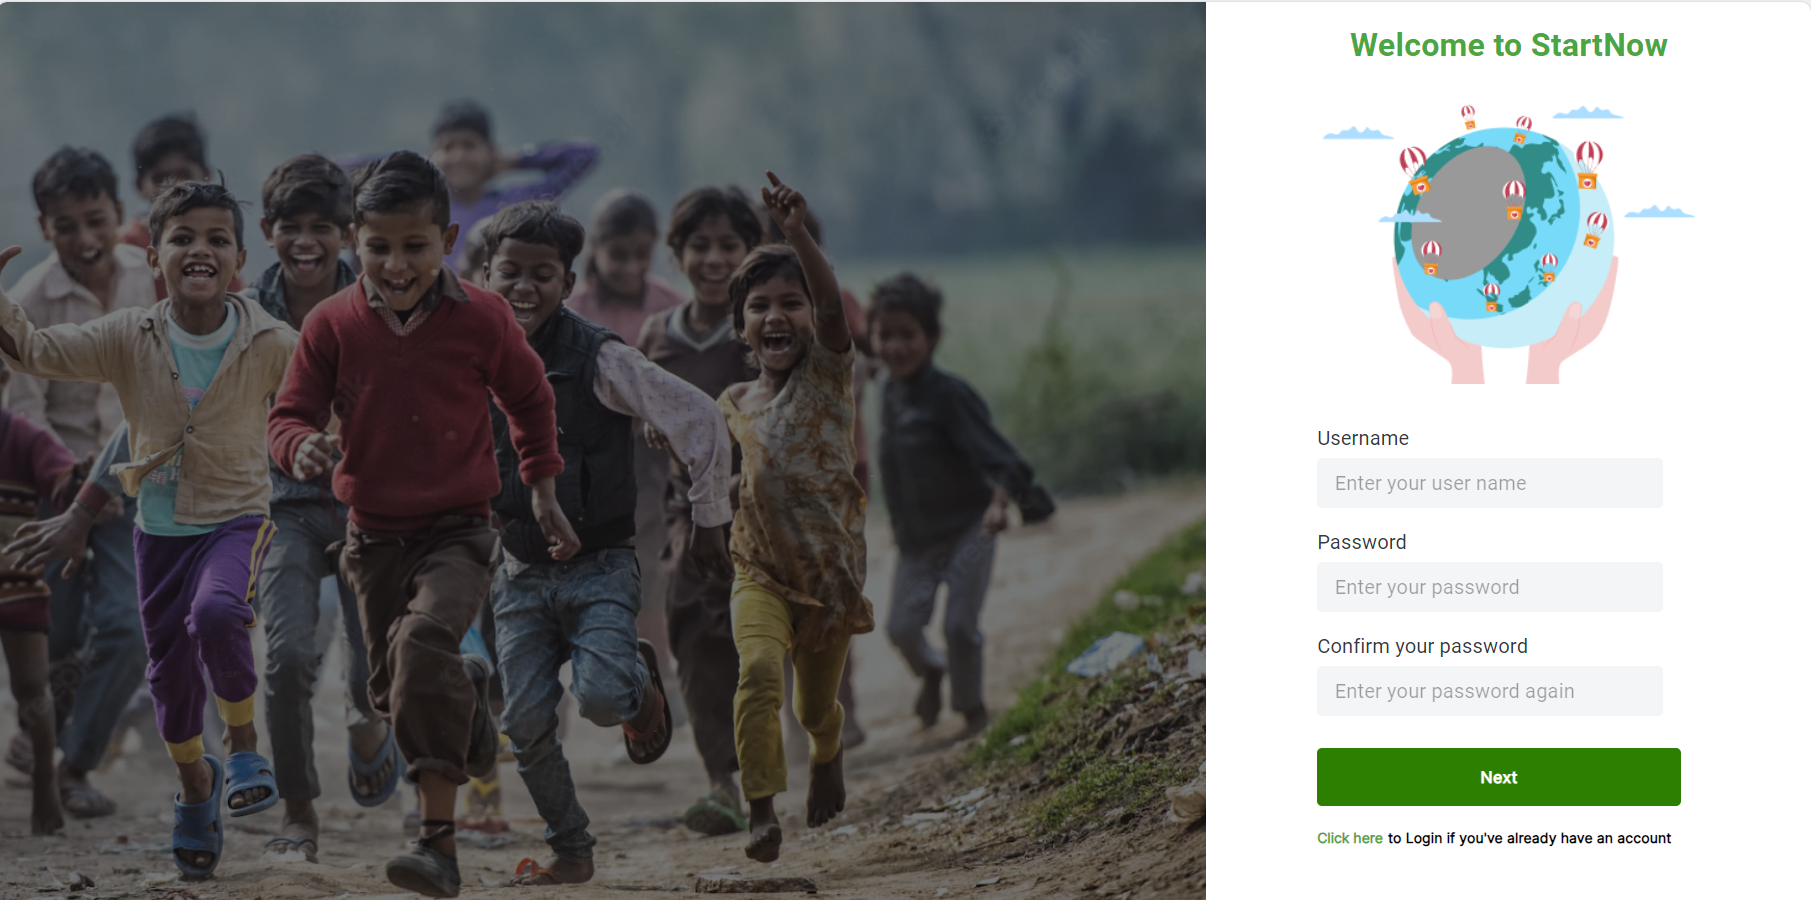 Welcome to StartNow
Username
Enter your user name
Password
Enter your password
Confirm your password
Enter your password again
Next
Click here to Login if you've already have an account